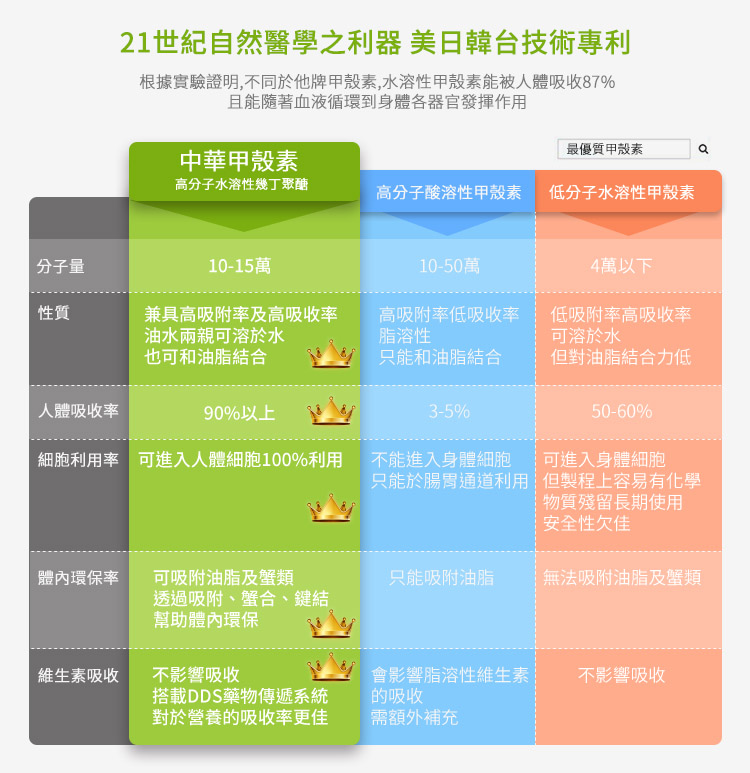 21世紀自然醫學之利器 美日韓台技術專利
根據實驗證明,不同於他牌甲殼素,水溶性甲殼素能被人體吸收87%
且能隨著血液循環到身體各器官發揮作用
最優質甲殼素
中華甲殼素
高分子水溶性幾丁聚醣
高分子酸溶性甲殼素
低分子水溶性甲殼素
分子量
10-15萬
10-50萬
4萬以下
性質
兼具高吸附率及高吸收率
油水兩親可溶於水
也可和油脂結合
高吸附率低吸收率
脂溶性
只能和油脂結合
低吸附率高吸收率
可溶於水
但對油脂結合力低
人體吸收率
90%以上
3-5%
50-60%
細胞利用率
可進入人體細胞100%利用
不能進入身體細胞
只能於腸胃通道利用
可進入身體細胞
但製程上容易有化學
物質殘留長期使用
安全性欠佳
體內環保率
可吸附油脂及蟹類
透過吸附、蟹合、鍵結
幫助體內環保
只能吸附油脂
無法吸附油脂及蟹類
維生素吸收
不影響吸收
搭載DDS藥物傳遞系統
對於營養的吸收率更佳
會影響脂溶性維生素
的吸收
需額外補充
不影響吸收